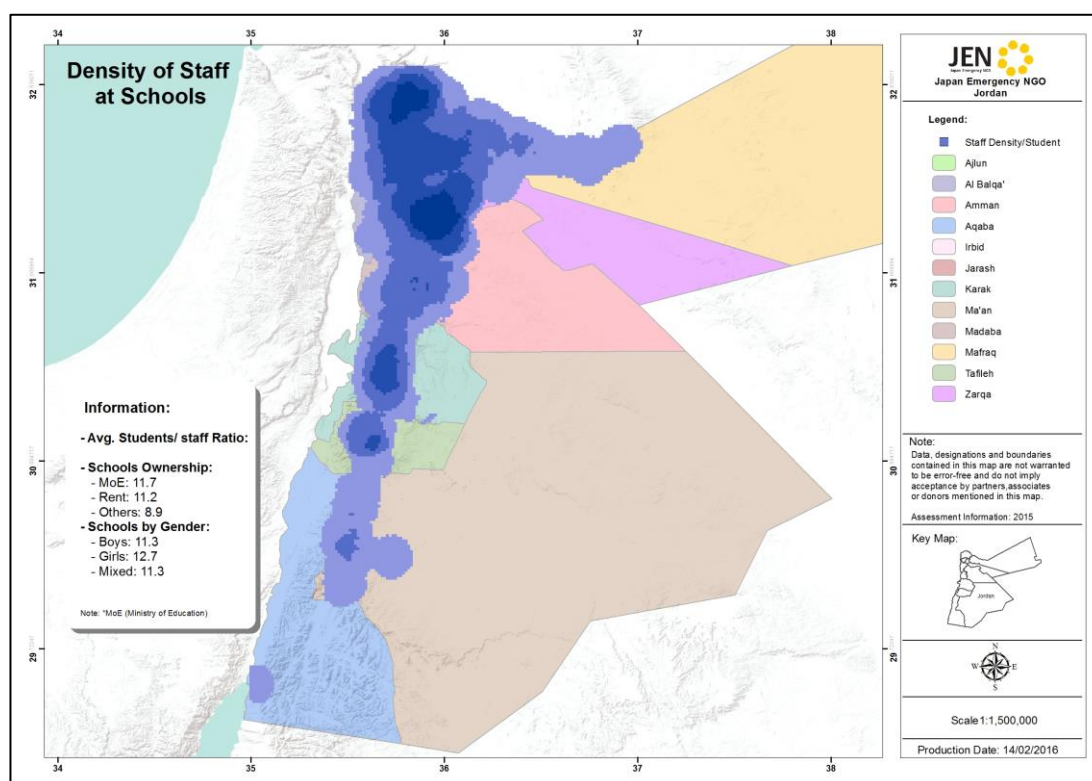 34
35
36
37
38
Density of Staff
at Schools
32
31
30
29
32
31
30
29
Information:
- Avg. Students/ staff Ratio:
- Schools Ownership:
- MoE: 11.7
- Rent: 11.2
- Others: 8.9
- Schools by Gender:
- Boys: 11.3
- Girls: 12.7
- Mixed: 11.3
Note: *MoE (Ministry of Education)
34
35
36
37
38
JEN
Japan Emergency NGO
Japan Emergency NGO
Jordan
Legend:
Staff Density/Student
Ajlun
Al Balqa'
Amman
Aqaba
Irbid
Jarash
Karak
Ma'an
Madaba
Mafraq
Tafileh
Zarqa
Note:
Data, designations and boundaries
contained in this map are not warranted
to be error-free and do not imply
acceptance by partners,associates
or donors mentioned in this map.
Assessment Information: 2015
Key Map:
Jordan
N
W E
S
Scale1:1,500,000
Production Date: 14/02/2016